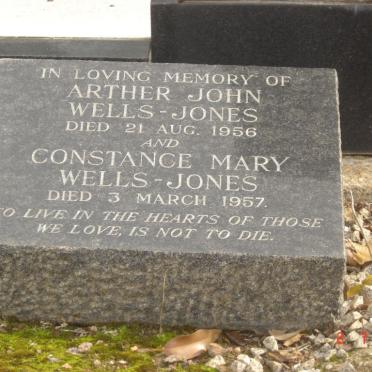 IN LOVING MEMORY OF
ARTHER JOHN
WELLS-JONES
DIED 21 AUG. 1956
AND
CONSTANCE MARY
WELLS-JONES
DIED 3 MARCH 1957.
TO LIVE IN THE HEARTS OF THOSE
WE LOVE, IS NOT TO DIE.